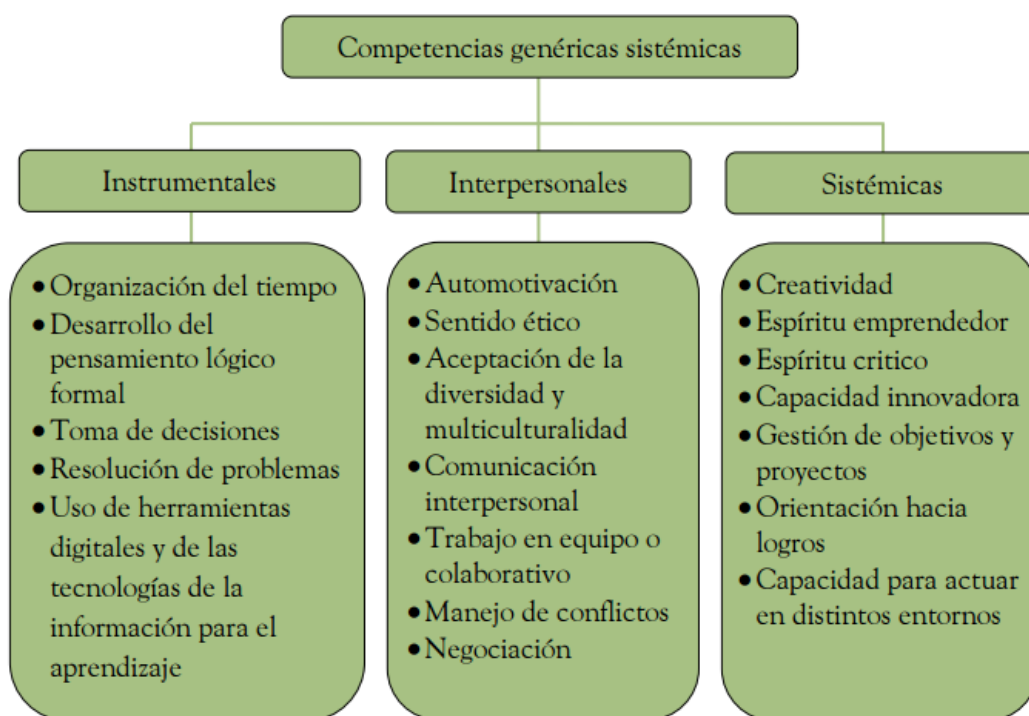 Competencias genéricas sistémicas
Instrumentales
• Organización del tiempo
• Desarrollo del
pensamiento lógico
formal
• Toma de decisiones
• Resolución de problemas
• Uso de herramientas
digitales y de las
tecnologías de la
información para el
aprendizaje
Interpersonales
• Automotivación
• Sentido ético
• Aceptación de la
diversidad y
multiculturalidad
• Comunicación
interpersonal
• Trabajo en equipo o
colaborativo
• Manejo de conflictos
• Negociación
Sistémicas
• Creatividad
• Espíritu emprendedor
• Espíritu critico
• Capacidad innovadora
• Gestión de objetivos y
proyectos
• Orientación hacia
logros
• Capacidad para actuar
en distintos entornos